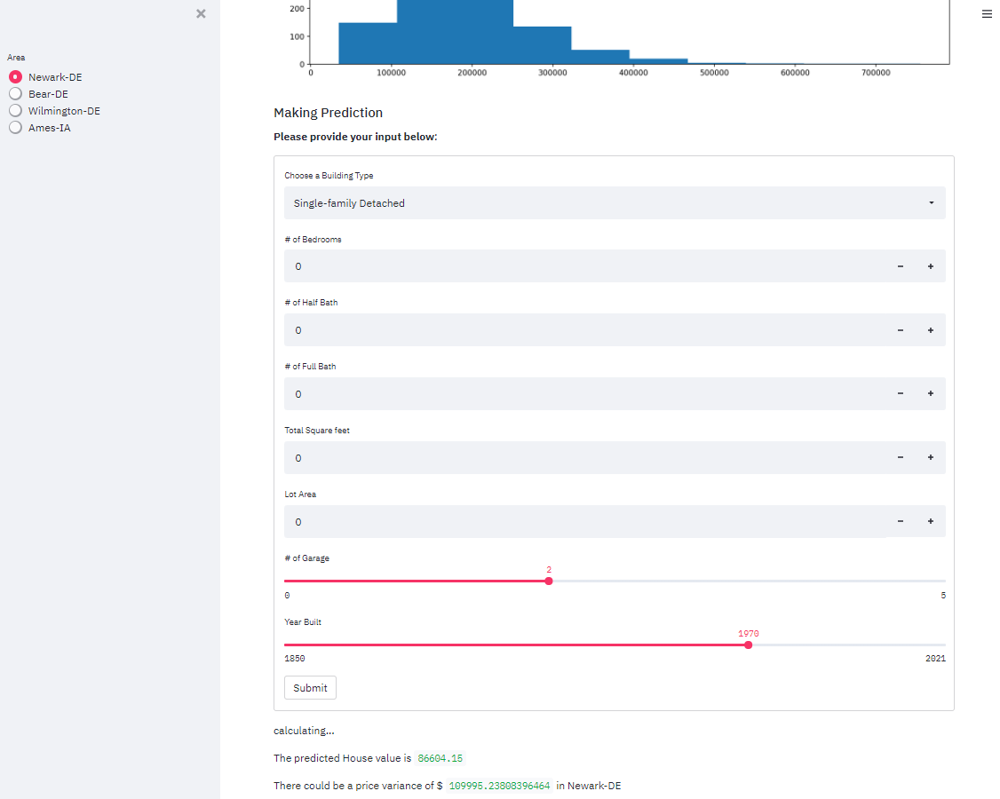 Area
Newark-DE
Bear-DE
Wilmington-DE
Ames-IA
200
100
0
0 100000 200000 300000 400000 500000 600000 700000
Making Prediction
Please provide your input below:
Choose a Building Type
Single-family Detached
# of Bedrooms
0
# of Half Bath
0
# of Full Bath
0
Total Square feet
0
Lot Area
0
# of Garage
2
0 5
Year Built
1970
1850 2021
Submit
calculating...
The predicted House value is 86604.15
There could be a price variance of $ 109995.23808396464 in Newark-DE